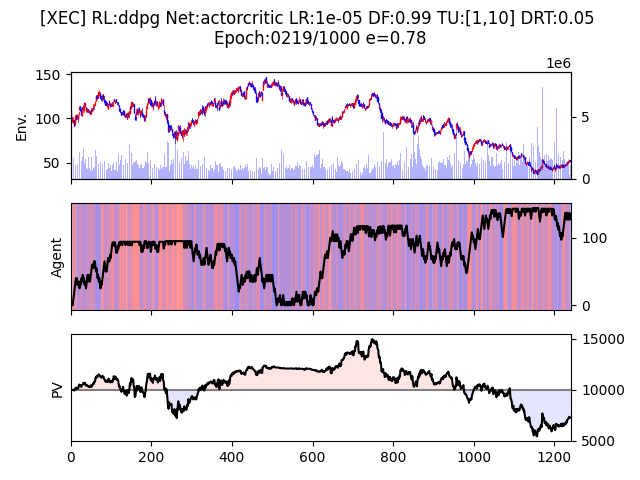 [XEC] RL:ddpg Net:actorcritic LR:1e-05 DF:0.99 TU:[1,10] DRT:0.05
Epoch:0219/1000 e=0.78
1e6
150
100
50
Env.
5
0
Agent
100
0
PV
15000
10000
5000
0 200 400 600 800 1000 1200